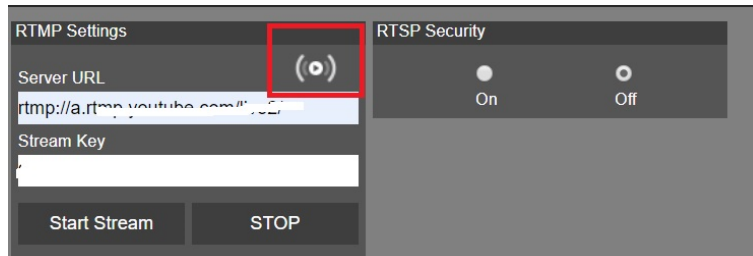 RTMP Settings
Server URL
Stream Key
Start Stream STOP
RTSP Security
On Off